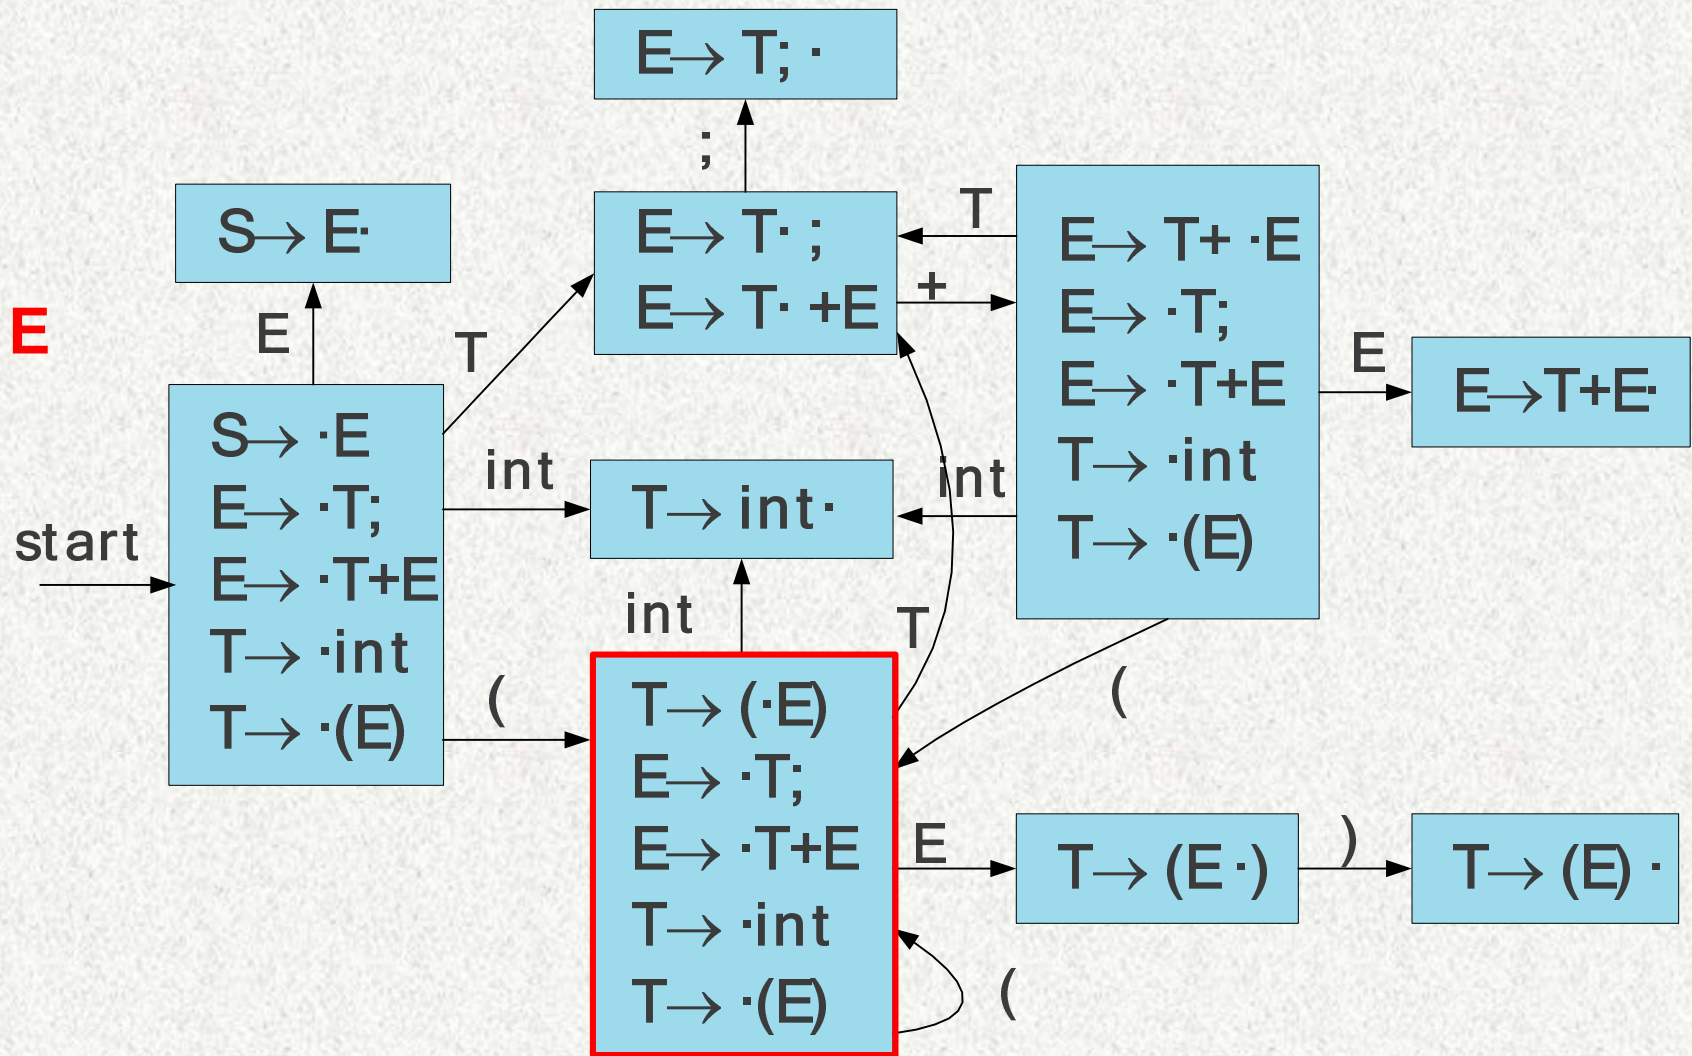 E→ T; ·
;
S→ E·
E→ T· ;
E→ T· +E
T
+
E→ T+ ·E
E→ ·T;
E→ ·T+E
T→ ·int
T→ ·(E)
E
E
T
E
E→T+E·
start
S→ ·E
E→ ·T;
E→ ·T+E
T→ ·int
T→ ·(E)
int
T→ int·
int
int
T
(
(
T→ (·E)
E→ ·T;
E→ ·T+E
T→ ·int
T→ ·(E)
E
T→ (E ·)
)
T→ (E) ·
(